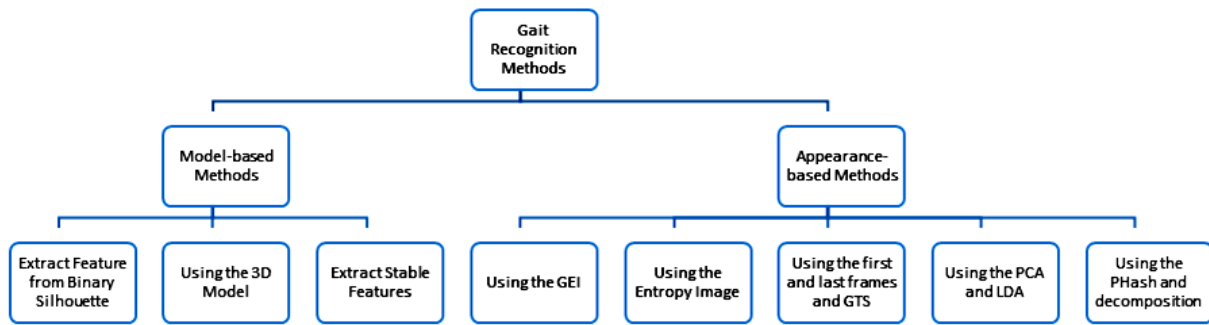 Gait
Recognition
Methods
Model-based
Methods
Appearance-
based Methods
Extract Feature
from Binary
Silhouette
Using the 3D
Model
Extract Stable
Features
Using the GEI
Using the
Entropy Image
Using the first
and last frames
and GTS
Using the PCA
and LDA
Using the
PHash and
decomposition